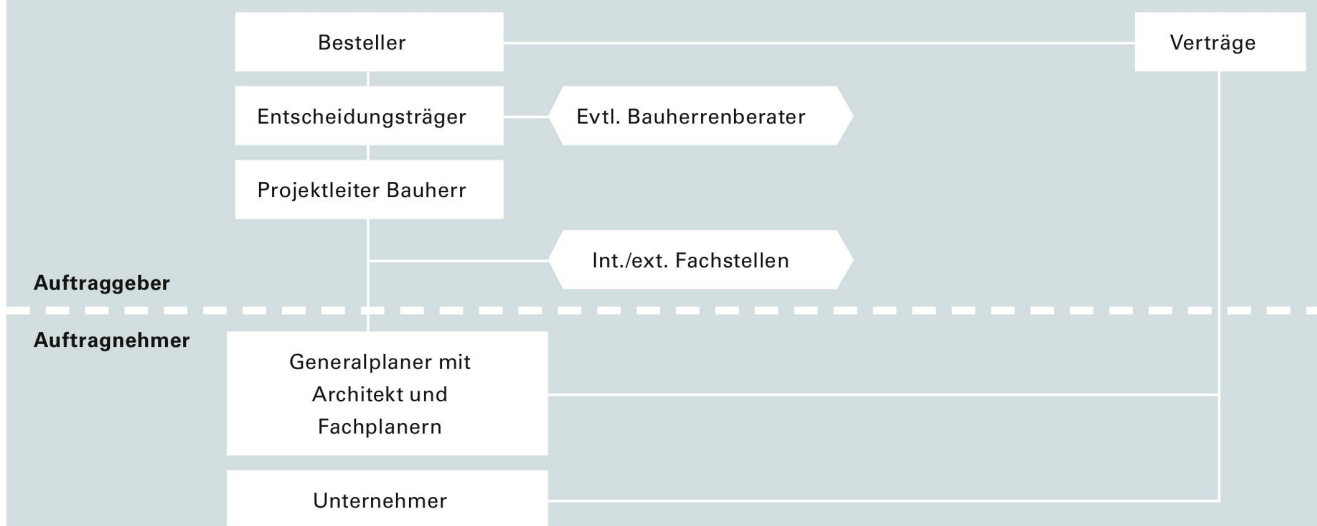 Besteller
Verträge
Entscheidungsträger
Evtl. Bauherrenberater
Projektleiter Bauherr
Int./ext. Fachstellen
Auftraggeber
Auftragnehmer
Generalplaner mit
Architekt und
Fachplanern
Unternehmer